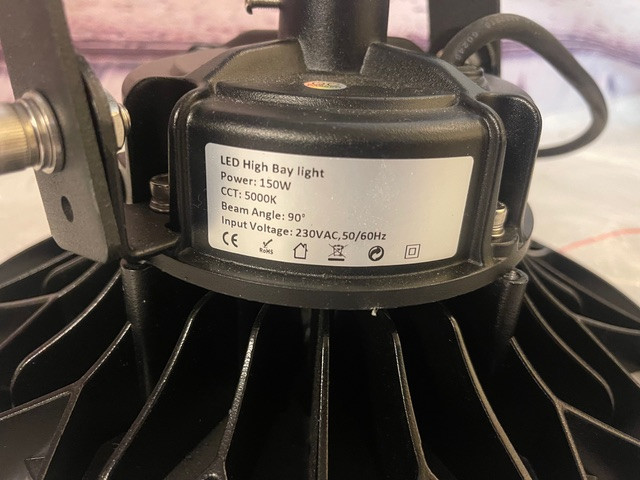 LED High Bay light
Power: 150W
CCT: 5000K
Beam Angle: 90°
Input Voltage: 230VAC,50/60Hz
CE RoHS